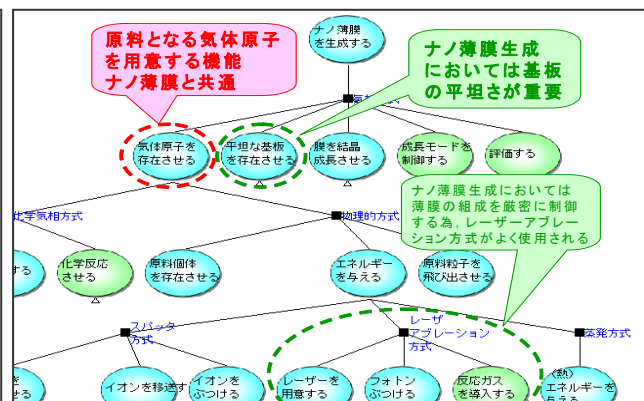 原料となる気体原子
を用意する機能
ナノ薄膜と共通
ナノ薄膜
を生成する
ナノ薄膜生成
においては基板
の平坦さが重要
気体原子を
存在させる
平坦な基板
を存在させる
膜を結晶
成長させる
成長モードを
制御する
評価する
ナノ薄膜生成においては
薄膜の組成を厳密に制御
する為，レーザーアブレー
ション方式がよく使用される
化学気相方式
物理的方式
する
化学反応
させる
原料個体
を存在させる
エネルギー
を与える
原料粒子を
飛び出させる
スパッタ
方式
レーザ
アブレーション
方式
蒸発方式
イオンを移送す
イオンを
ぶつける
レーザーを
用意する
フォトン
ぶつける
反応ガス
を導入する
（熱）
エネルギーを
与える